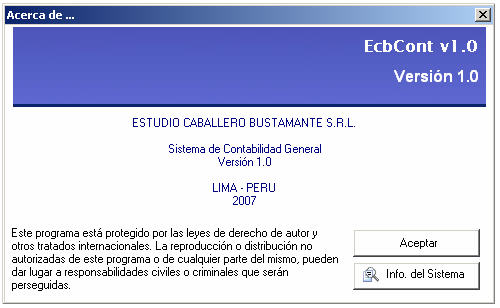 Acerca de ...
EcbCont v1.0
Versión 1.0
ESTUDIO CABALLERO BUSTAMANTE S.R.L.
Sistema de Contabilidad General
Versión 1.0
LIMA - PERU
2007
Este programa está protegido por las leyes de derecho de autor y
otros tratados internacionales. La reproducción o distribución no
autorizadas de este programa o de cualquier parte del mismo, pueden
dar lugar a responsabilidades civiles o criminales que serán
perseguidas.
Aceptar
Info. del Sistema